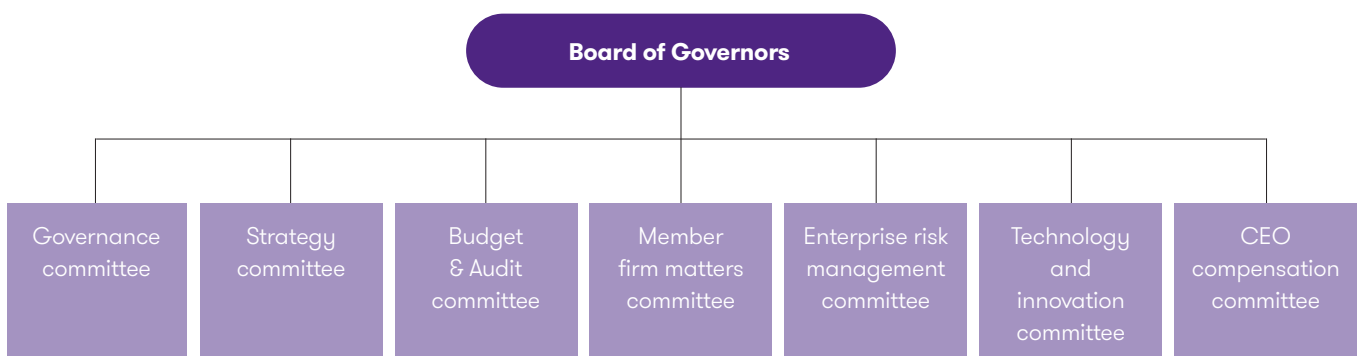 Board of Governors
Governance
committee
Strategy
committee
Budget
& Audit
committee
Member
firm matters
committee
Enterprise risk
management
committee
Technology
and
innovation
committee
CEO
compensation
committee